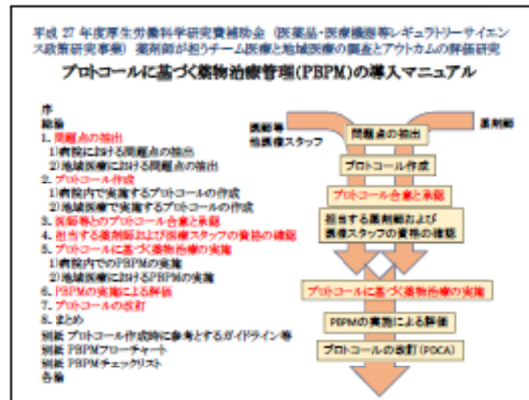 平成 27 年度厚生労働科学研究費補助金 (医薬品・医療機器等レギュラトリーサイエン
ス政策研究事業) 薬剤師が担うチーム医療と地域医療の調査とアウトカムの評価研究
プロトコールに基づく薬物治療管理(PBPM)の導入マニュアル
序
総論
1. 問題点の抽出
1)病院における問題点の抽出
2)地域医療における問題点の抽出
2. プロトコール作成
1)病院内で実施するプロトコールの作成
2)地域医療で実施するプロトコールの作成
3. 医師等とのプロトコール合意と承認
4. 担当する薬剤師および医療スタッフの資格の確認
5. プロトコールに基づく薬物治療の実施
1)病院内でのPBPMの実施
2)地域医療におけるPBPMの実施
6. PBPMの実施による評価
7. プロトコールの改訂
8. まとめ
別紙 プロトコール作成時に参考とするガイドライン等
別紙 PBPMフローチャート
別紙 PBPMチェックリスト
各論
医師等
他医療スタッフ
薬剤師
問題点の抽出
プロトコール作成
プロトコール合意と承認
担当する薬剤師および
医療スタッフの資格の確認
プロトコールに基づく薬物治療の実施
PBPMの実施による評価
プロトコールの改訂(PDCA)